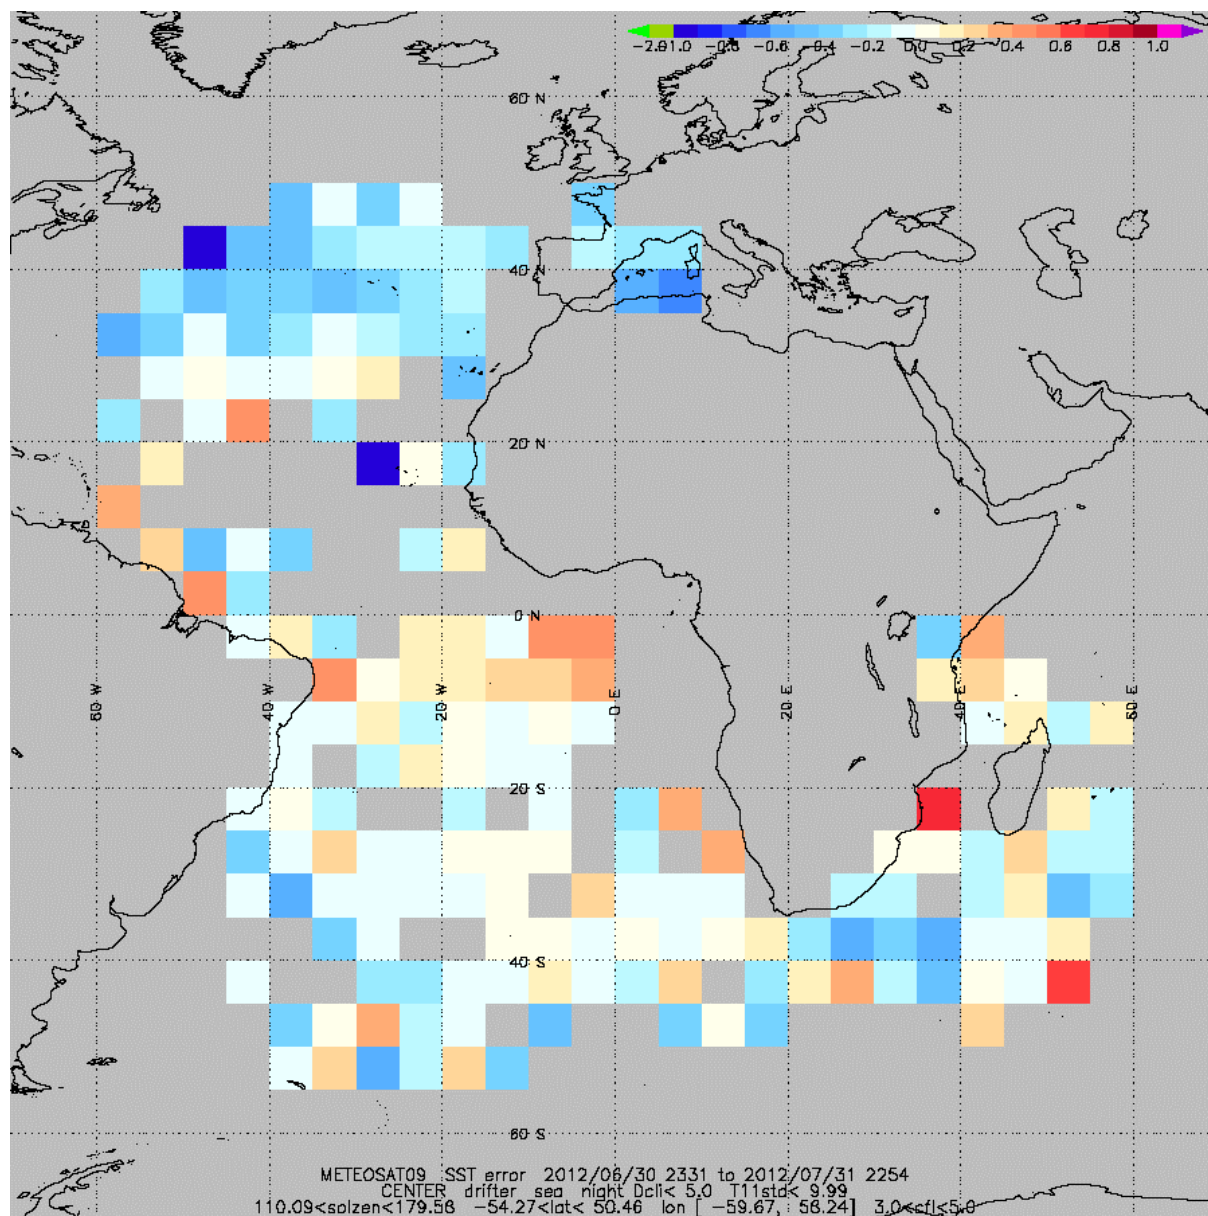 -2.0 -1.0 -0.8 -0.6 -0.4 -0.2 0.0 0.2 0.4 0.6 0.8 1.0
60 N
40 N
20 N
0 N
60 W 40 W 20 W 0 E 20 E 40 E 60 E
20 S
40 S
60 S
METEOSAT09 SST error 2012/06/30 2331 to 2012/07/31 2254
CENTER drifter sea night Dcli< 5.0 T11std< 9.99
110.09<solzen<179.58 -54.27<lat< 50.46 lon [ -59.67, 58.24] 3.0<cfl<5.0